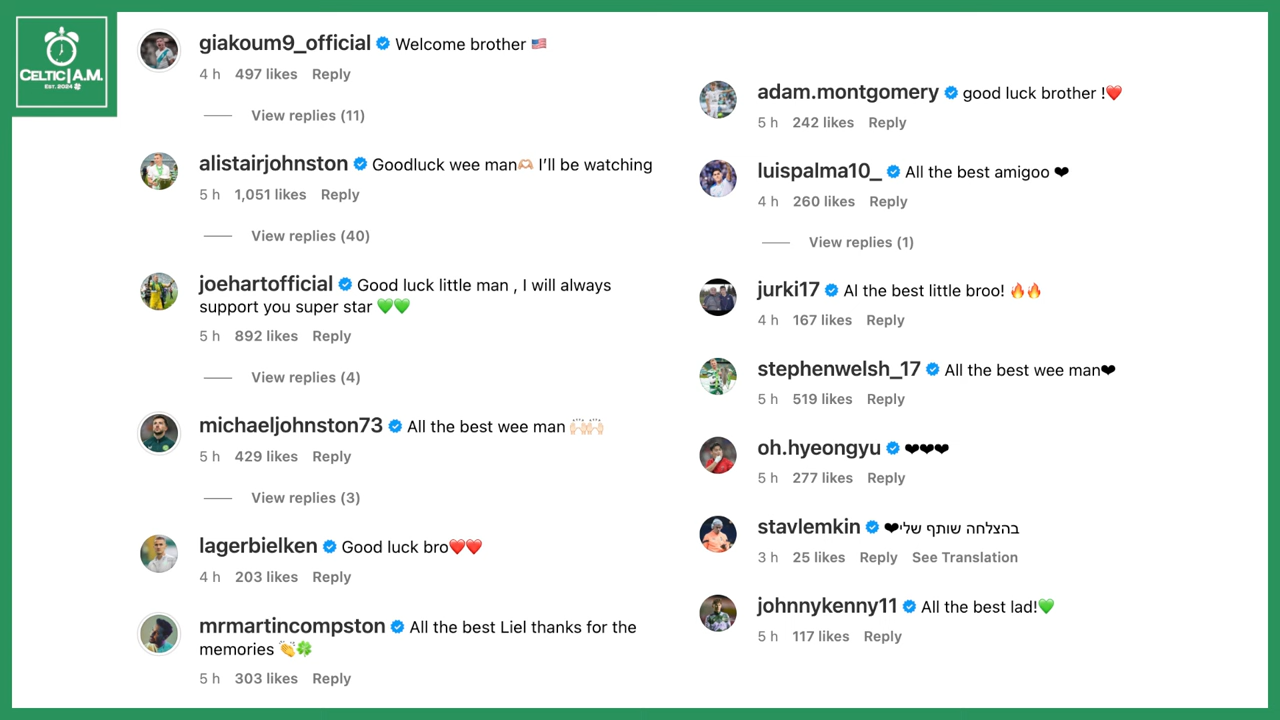 CELTIC|A.M.
EST. 2024
giakoum9_official Welcome brother 🇺🇸
4 h 497 likes Reply
View replies (11)
alistairjohnston Goodluck wee man🫶🏼 I’ll be watching
5 h 1,051 likes Reply
View replies (40)
joehartofficial Good luck little man , I will always
support you super star 💚💚
5 h 892 likes Reply
View replies (4)
michaeljohnston73 All the best wee man 🙌🏻🙌🏻
5 h 429 likes Reply
View replies (3)
lagerbielken Good luck bro❤️❤️
4 h 203 likes Reply
mrmartincompston All the best Liel thanks for the
memories 👏🍀
5 h 303 likes Reply
adam.montgomery good luck brother !❤️
5 h 242 likes Reply
luispalma10_ All the best amigoo ❤
4 h 260 likes Reply
View replies (1)
jurki17 Al the best little broo! 🔥🔥
4 h 167 likes Reply
stephenwelsh_17 All the best wee man❤
5 h 519 likes Reply
oh.hyeongyu ❤❤❤
5 h 277 likes Reply
stavlemkin בהצלחה שותף שלי❤
3 h 25 likes Reply See Translation
johnnykenny11 All the best lad!💚
5 h 117 likes Reply